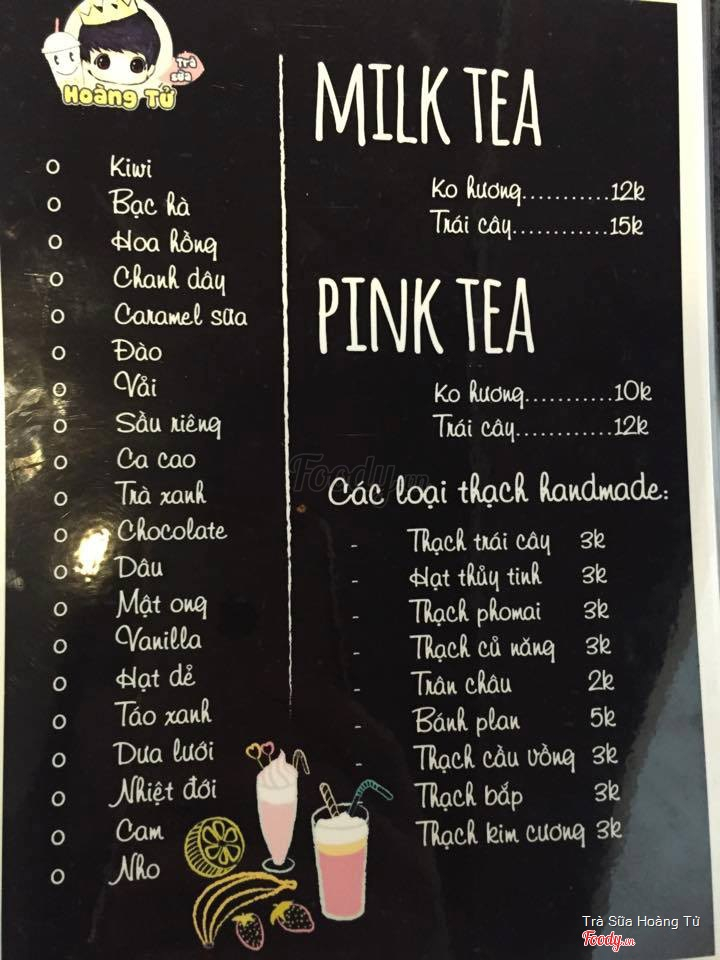 Trà sữa
Hoàng Tử
o Kiwi
o Bạc hà
o Hoa hồng
o Chanh dây
o Caramel sữa
o Đào
o Vải
o Sầu riêng
o Ca cao
o Trà xanh
o Chocolate
o Dâu
o Mật ong
o Vanilla
o Hạt dẻ
o Táo xanh
o Dưa lưới
o Nhiệt đới
o Cam
o Nho
MILK TEA
Ko hương...........12k
Trái cây............15k
PINK TEA
Ko hương...........10k
Trái cây............12k
Các loại thạch handmade:
- Thạch trái cây 3k
- Hạt thủy tinh 3k
- Thạch phomai 3k
- Thạch củ năng 3k
- Trân châu 2k
- Bánh plan 5k
- Thạch cầu vồng 3k
Thạch bắp 3k
Thạch kim cương 3k
Foody.vn
Trà Sữa Hoàng Tử
Foody.vn